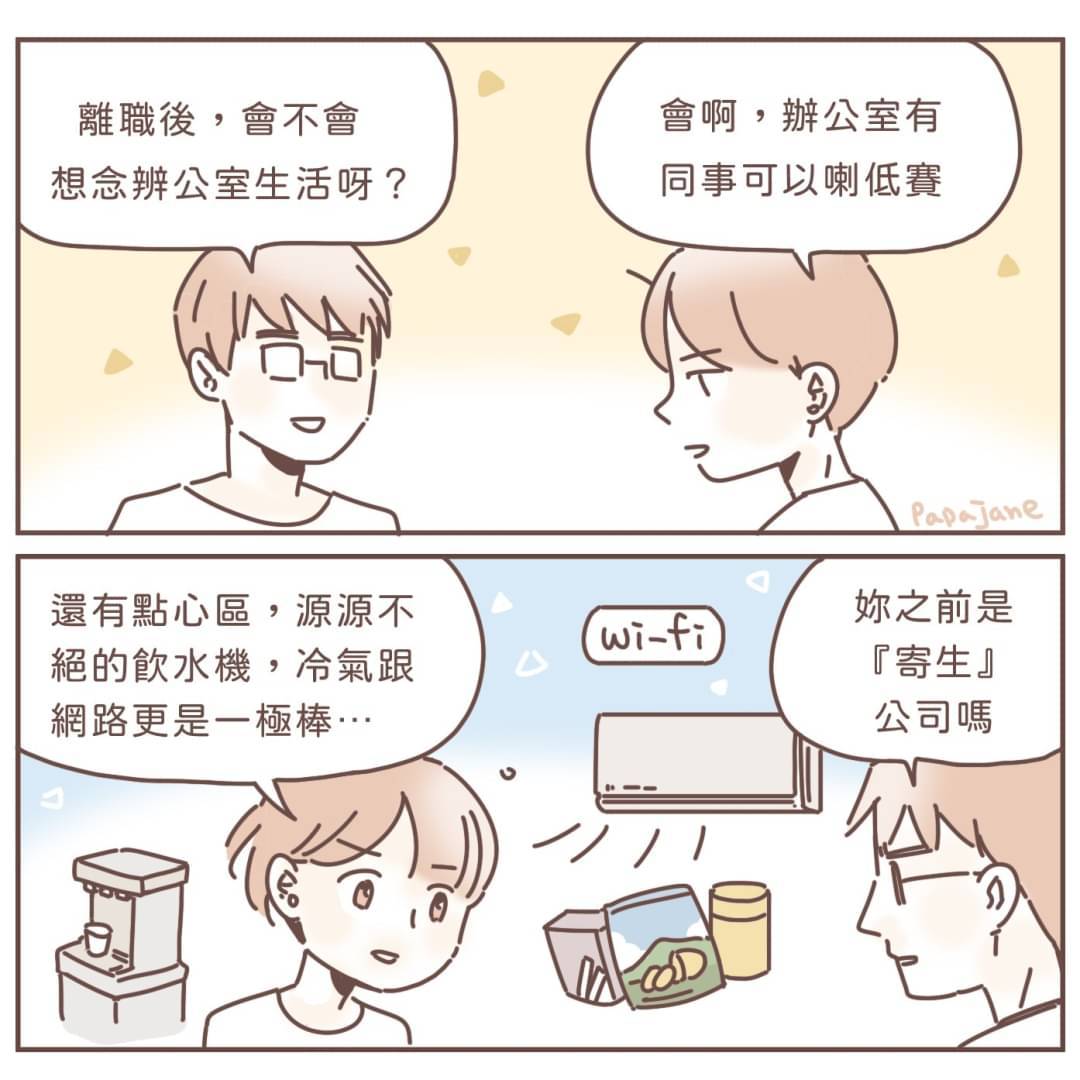 離職後，會不會
想念辨公室生活呀？
會啊，辦公室有
同事可以喇低賽
Papajane
還有點心區，源源不
絕的飲水機，冷氣跟
網路更是一極棒…
wi-fi
妳之前是
『寄生』
公司嗎